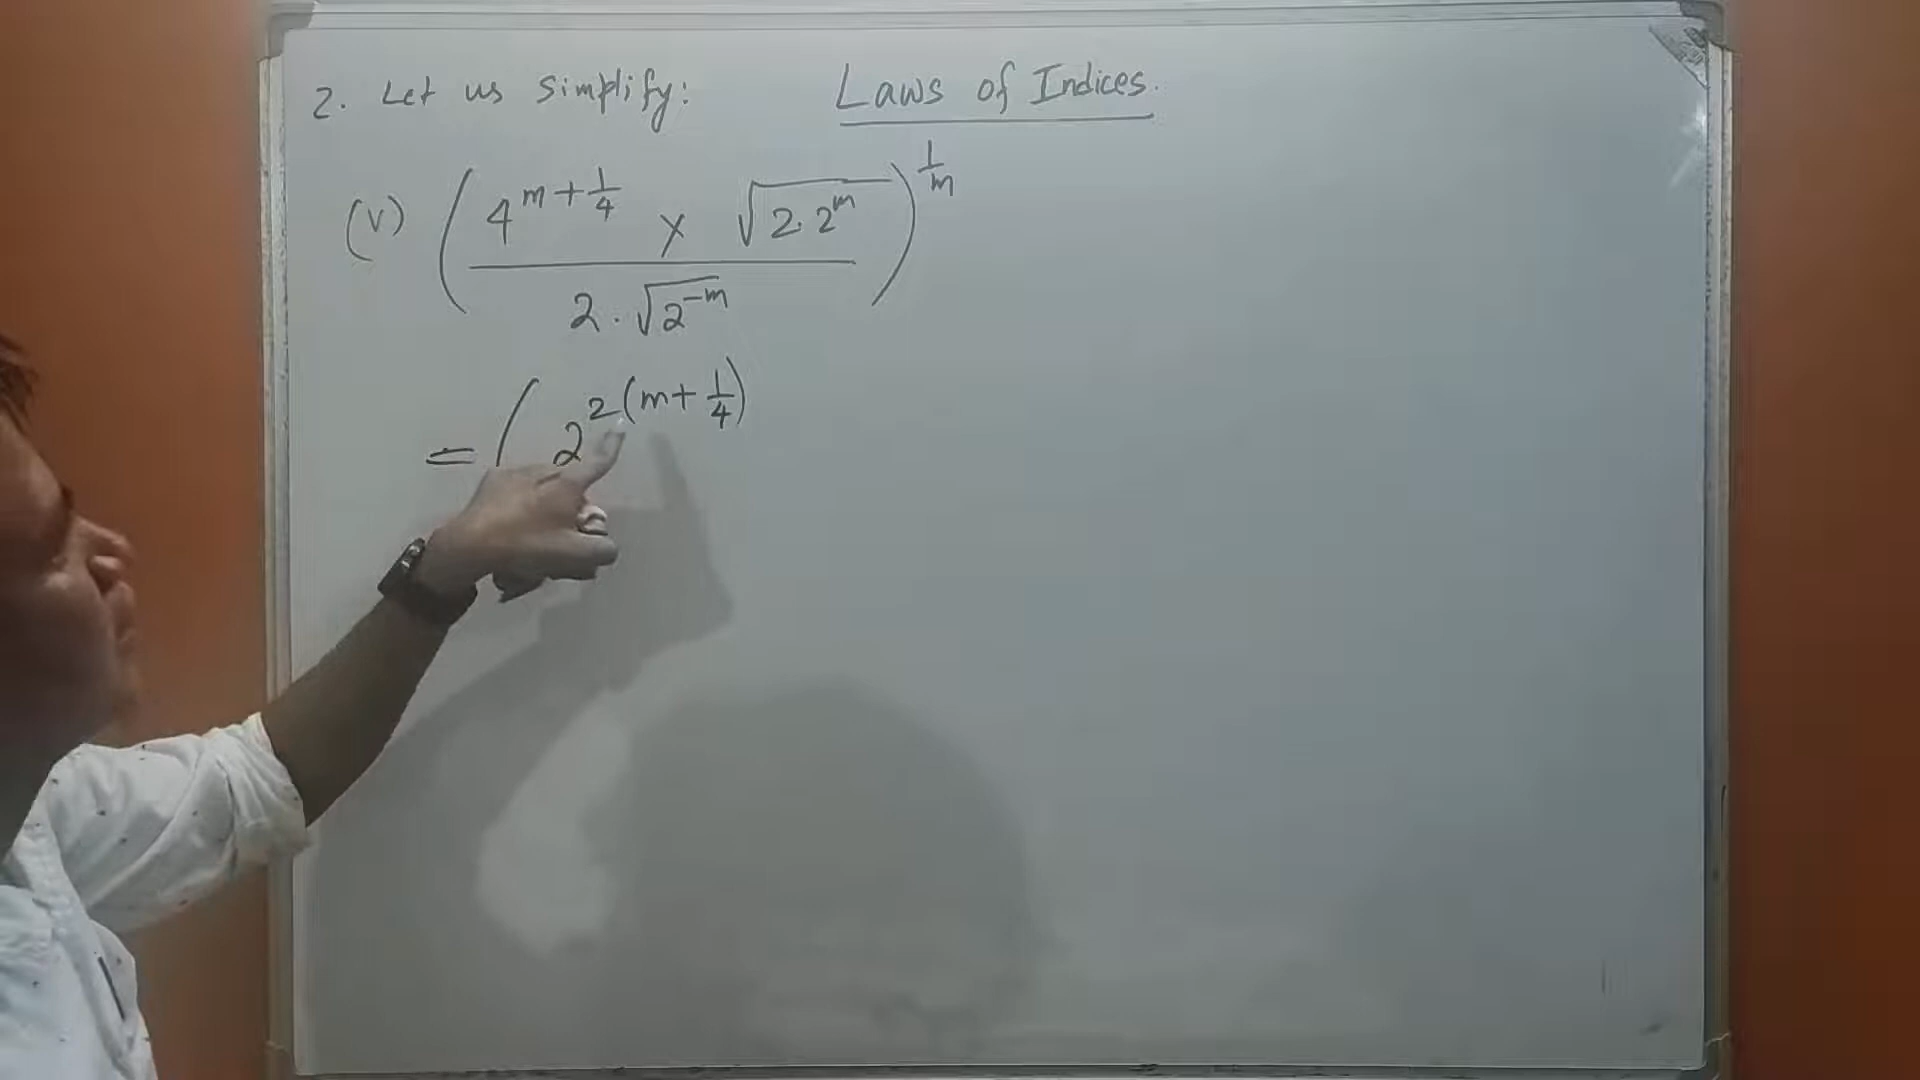 2. Let us simplify: Laws of Indices.
(v) ( 4^{m+1/4} × √(2.2^m) / 2.√(2^{-m}) )^{1/m}
= ( 2^{2(m+1/4)}